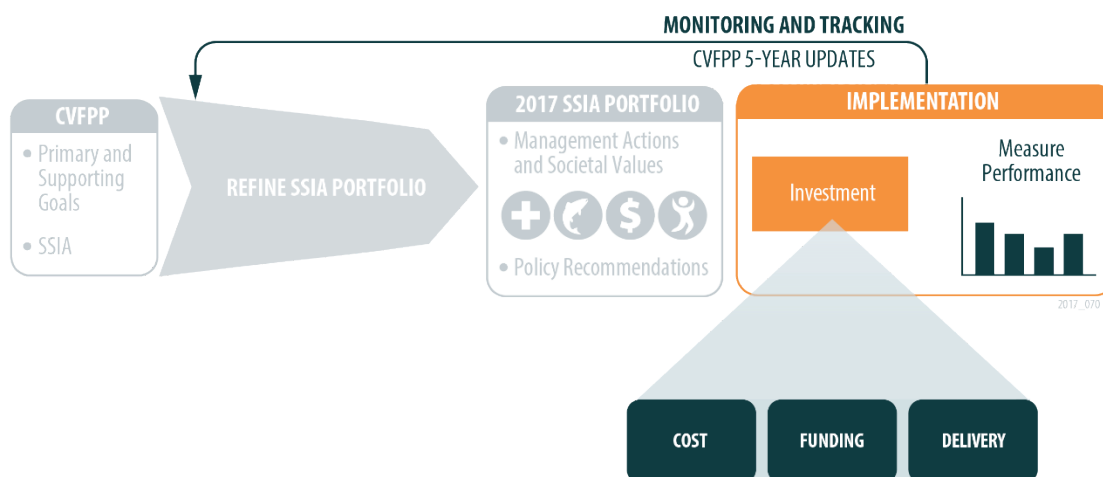 MONITORING AND TRACKING
CVFPP 5-YEAR UPDATES
CVFPP
• Primary and
Supporting
Goals
• SSIA
REFINE SSIA PORTFOLIO
2017 SSIA PORTFOLIO
• Management Actions
and Societal Values
$
• Policy Recommendations
IMPLEMENTATION
Investment
Measure
Performance
2017_070
COST
FUNDING
DELIVERY